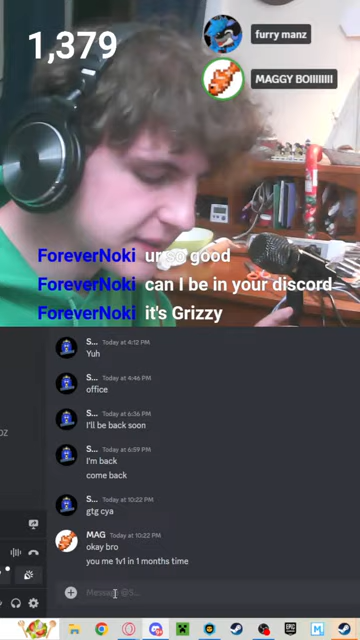 1,379
furry manz
MAGGY BOIIIIIIII
ForeverNoki ur so good
ForeverNoki can I be in your discord
ForeverNoki it's Grizzy
S... Today at 4:12 PM
Yuh
S... Today at 4:46 PM
office
S... Today at 6:36 PM
I'll be back soon
S... Today at 6:59 PM
I'm back
come back
S... Today at 10:22 PM
gtg cya
MAG Today at 10:22 PM
okay bro
you me 1v1 in 1 months time
Message @S...